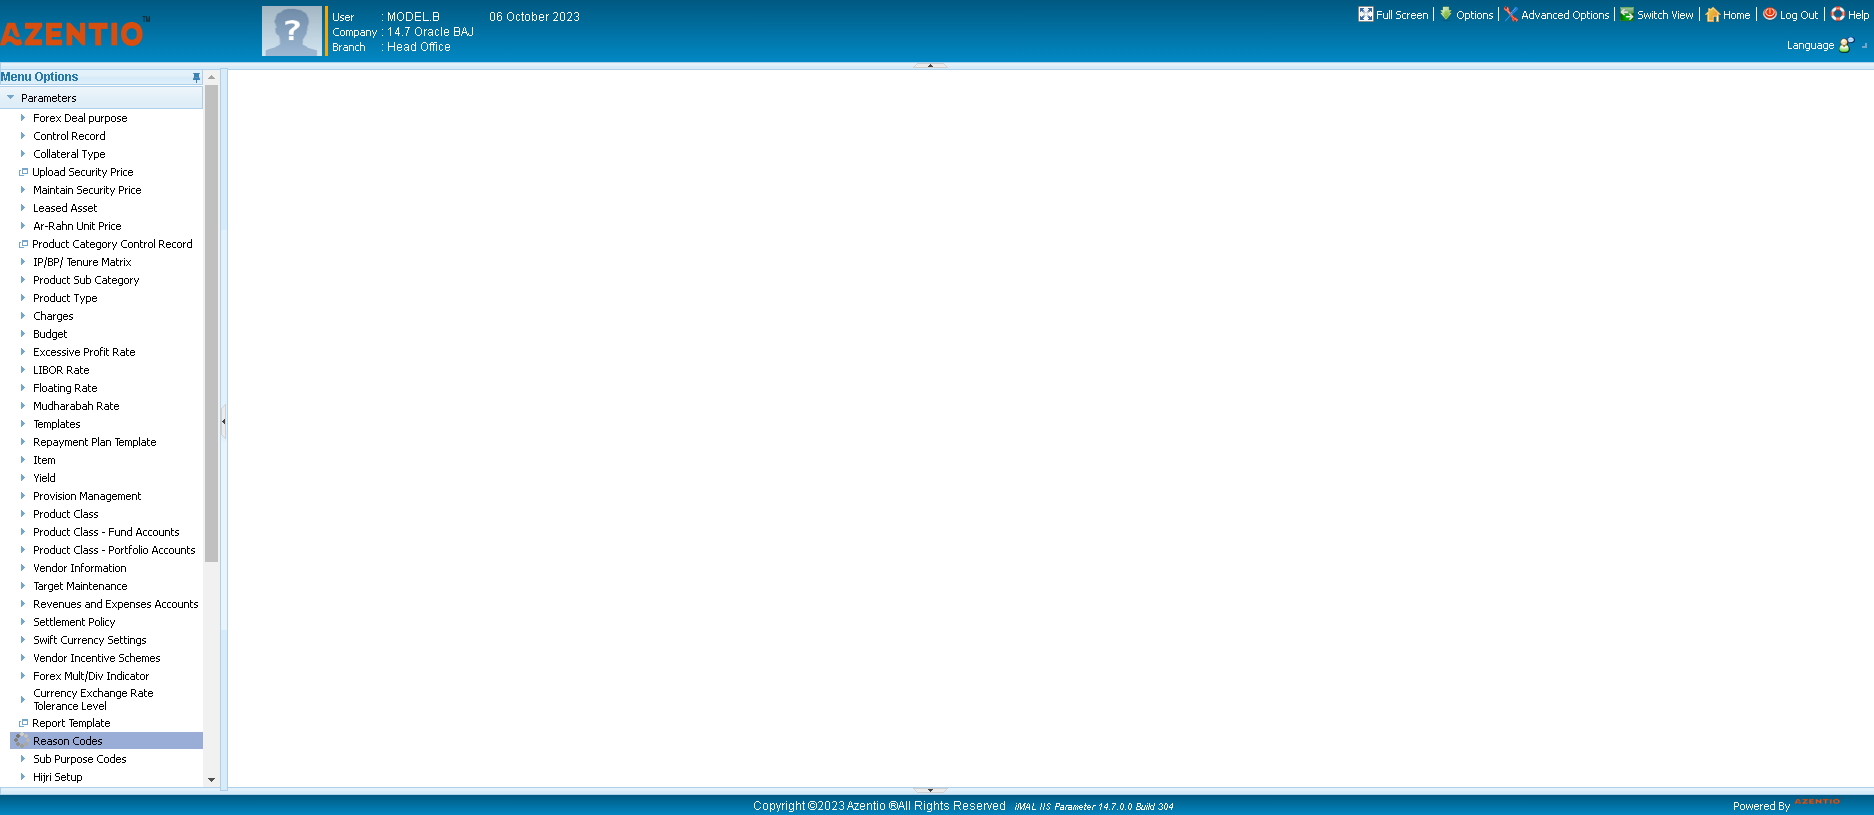 AZENTIO™
User : MODEL.B 06 October 2023
Company : 14.7 Oracle BAJ
Branch : Head Office
Full Screen Options Advanced Options Switch View Home Log Out Help
Language
Menu Options
Parameters
Forex Deal purpose
Control Record
Collateral Type
Upload Security Price
Maintain Security Price
Leased Asset
Ar-Rahn Unit Price
Product Category Control Record
IP/BP/ Tenure Matrix
Product Sub Category
Product Type
Charges
Budget
Excessive Profit Rate
LIBOR Rate
Floating Rate
Mudharabah Rate
Templates
Repayment Plan Template
Item
Yield
Provision Management
Product Class
Product Class - Fund Accounts
Product Class - Portfolio Accounts
Vendor Information
Target Maintenance
Revenues and Expenses Accounts
Settlement Policy
Swift Currency Settings
Vendor Incentive Schemes
Forex Mult/Div Indicator
Currency Exchange Rate
Tolerance Level
Report Template
Reason Codes
Sub Purpose Codes
Hijri Setup
Copyright ©2023 Azentio ®All Rights Reserved iMAL IIS Parameter 14.7.0.0 Build 304
Powered By AZENTIO